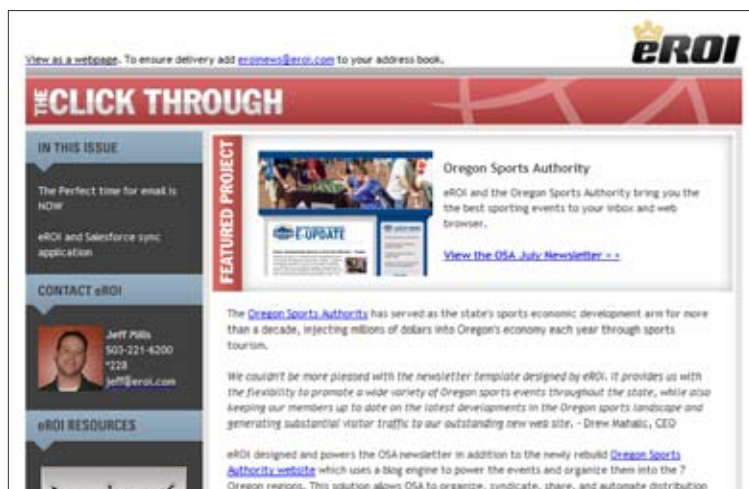 eROI
View as a webpage. To ensure delivery add eroinews@eroi.com to your address book.
THE CLICK THROUGH
IN THIS ISSUE
The Perfect time for email is
NOW
eROI and Salesforce sync
application
CONTACT eROI
Jeff Mills
503-221-6200
*228
jeff@eroi.com
eROI RESOURCES
FEATURED PROJECT
E-UPDATE
Oregon Sports Authority
eROI and the Oregon Sports Authority bring you the
the best sporting events to your inbox and web
browser.
View the OSA July Newsletter » »
The Oregon Sports Authority has served as the state's sports economic development arm for more
than a decade, injecting millions of dollars into Oregon's economy each year through sports
tourism.
We couldn't be more pleased with the newsletter template designed by eROI. It provides us with
the flexibility to promote a wide variety of Oregon sports events throughout the state, while also
keeping our members up to date on the latest developments in the Oregon sports landscape and
generating substantial visitor traffic to our outstanding new web site. - Drew Mahalic, CEO
eROI designed and powers the OSA newsletter in addition to the newly rebuild Oregon Sports
Authority website which uses a blog engine to power the events and organize them into the 7
Oregon regions. This solution allows OSA to organize, syndicate, share, and automate distribution